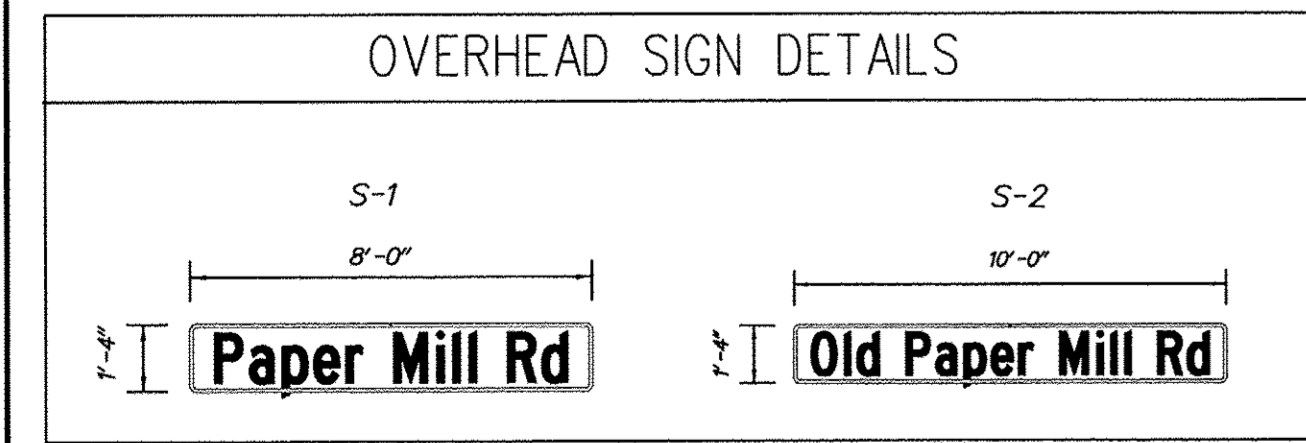 OVERHEAD SIGN DETAILS
S-1
8'-0"
1'-4"
Paper Mill Rd
S-2
10'-0"
1'-4"
Old Paper Mill Rd